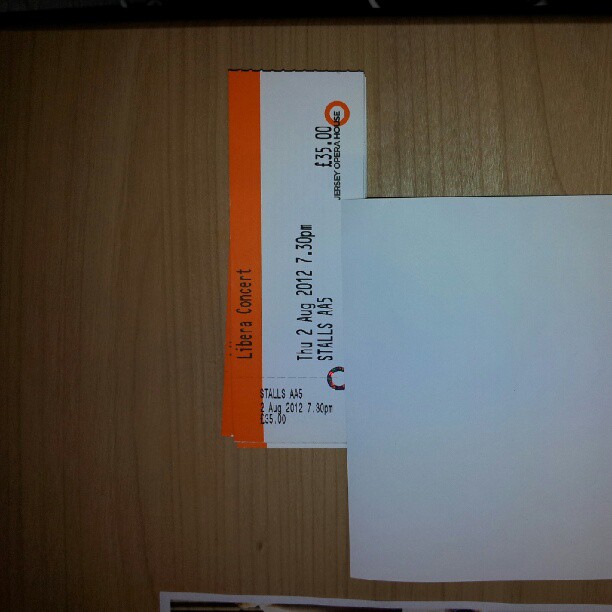 Libera Concert
Thu 2 Aug 2012 7.30pm
STALLS AA5
£35.00
JERSEY OPERA HOUSE
STALLS AA5
2 Aug 2012 7.30pm
£35.00